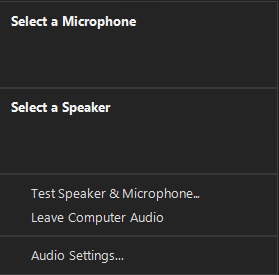 Select a Microphone
Select a Speaker
Test Speaker & Microphone...
Leave Computer Audio
Audio Settings...